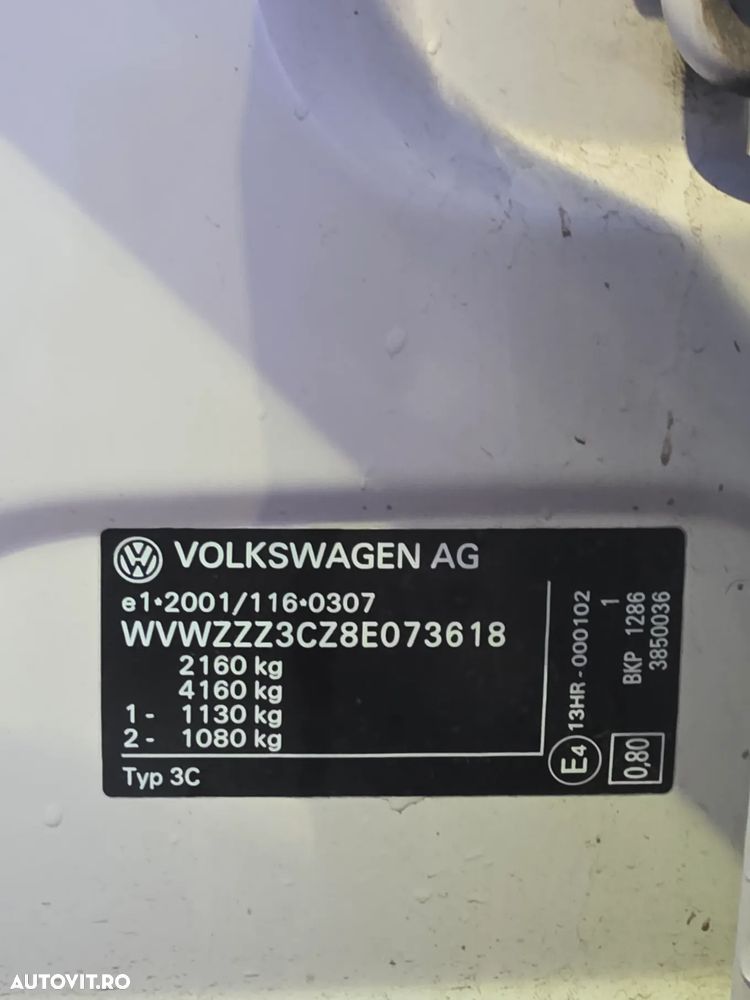 VOLKSWAGEN AG
e1*2001/116*0307
WVWZZZ3CZ8E073618
2160 kg
4160 kg
1- 1130 kg
2- 1080 kg
Typ 3C
E4 13HR-000102
1
BKP 1286
3850036
0,80
AUTOVIT.RO